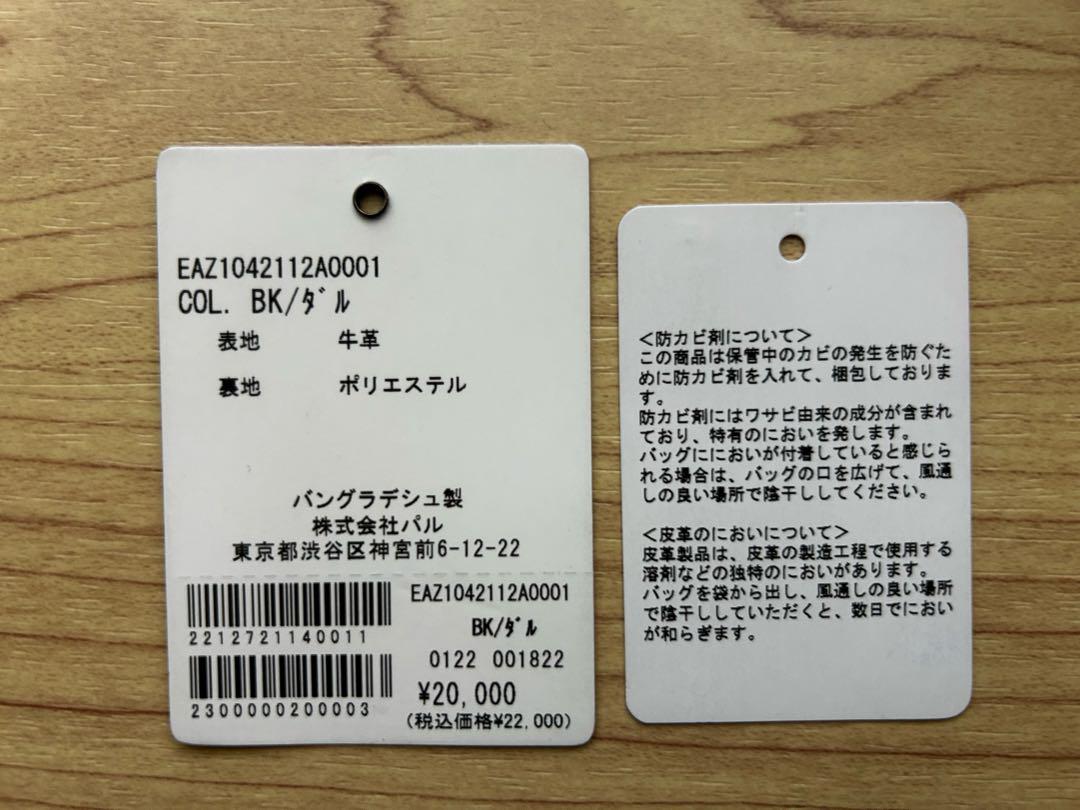 EAZ1042112A0001
COL. BK/ﾀﾞﾙ
表地 牛革
裏地 ポリエステル
バングラデシュ製
株式会社パル
東京都渋谷区神宮前6-12-22
2212721140011
2300000200003
EAZ1042112A0001
BK/ﾀﾞﾙ
0122 001822
¥20,000
(税込価格¥22,000)
＜防カビ剤について＞
この商品は保管中のカビの発生を防ぐた
めに防カビ剤を入れて、梱包しておりま
す。
防カビ剤にはワサビ由来の成分が含まれ
ており、特有のにおいを発します。
バッグににおいが付着していると感じら
れる場合は、バッグの口を広げて、風通
しの良い場所で陰干ししてください。
＜皮革のにおいについて＞
皮革製品は、皮革の製造工程で使用する
溶剤などの独特のにおいがあります。
バッグを袋から出し、風通しの良い場所
で陰干ししていただくと、数日でにおい
が和らぎます。